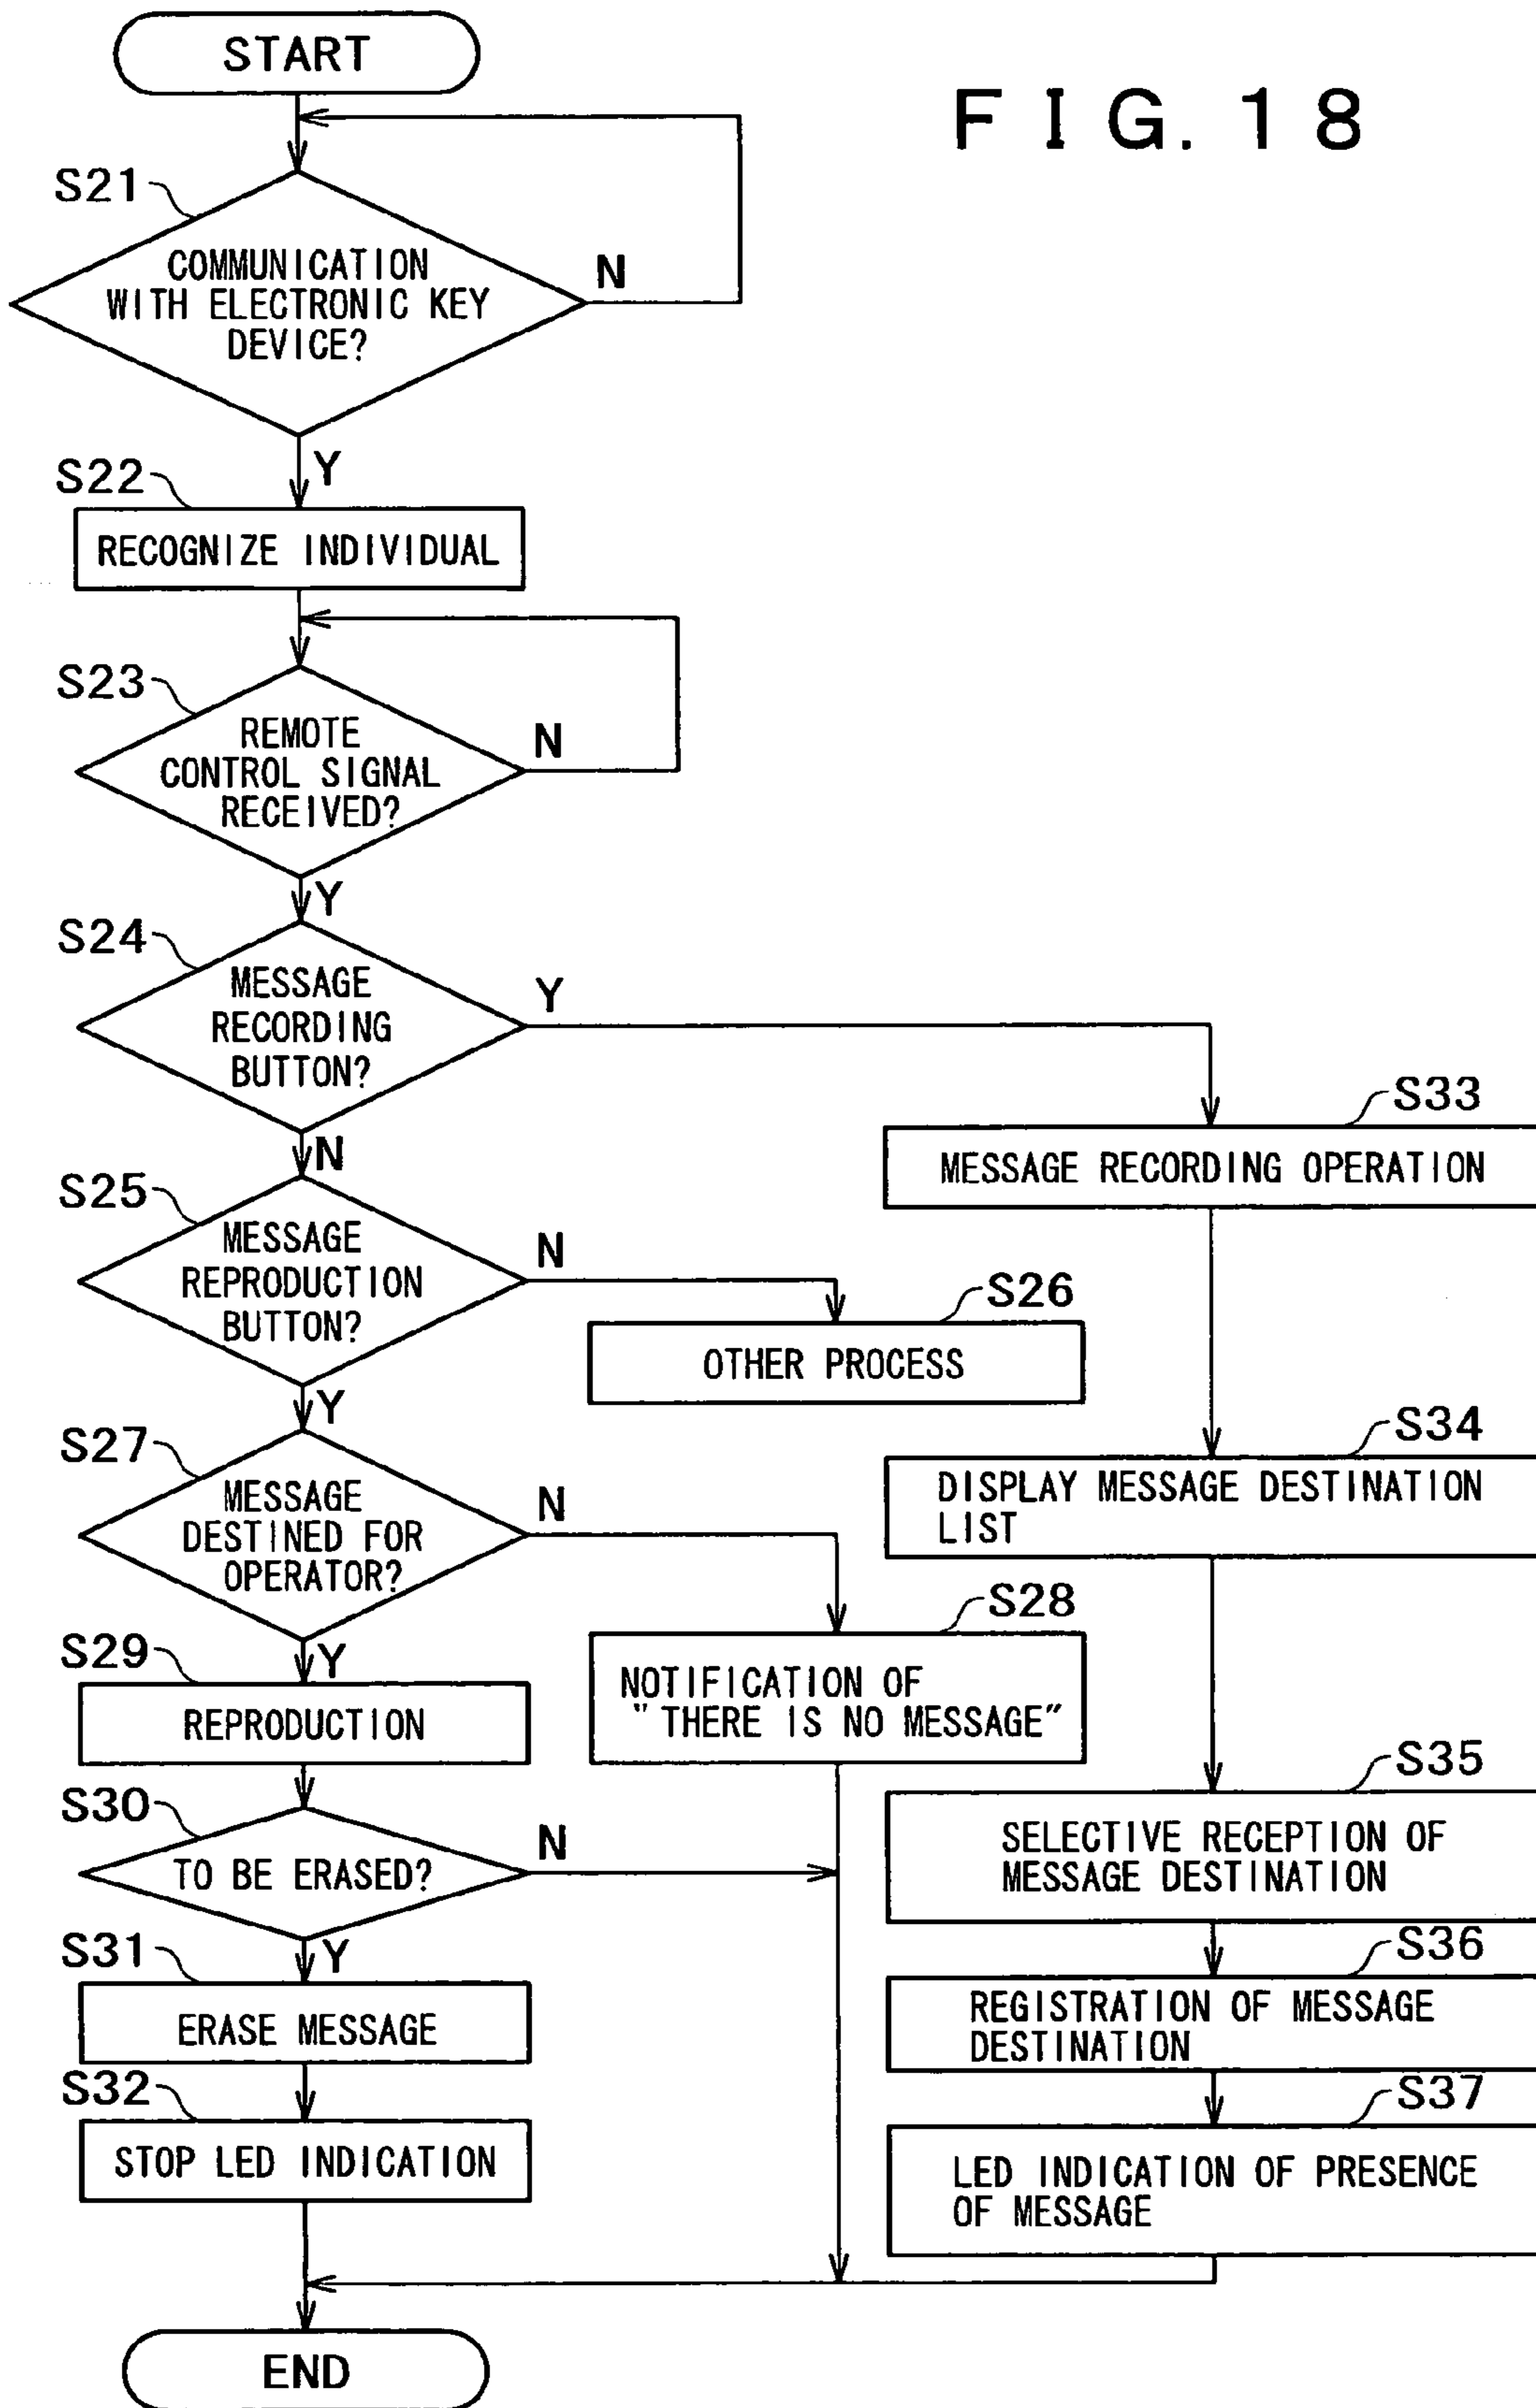 START
FIG. 18
S21
COMMUNICATION
WITH ELECTRONIC KEY
DEVICE?
N
Y
S22
RECOGNIZE INDIVIDUAL
S23
REMOTE
CONTROL SIGNAL
RECEIVED?
N
Y
S24
MESSAGE
RECORDING
BUTTON?
Y
N
S33
MESSAGE RECORDING OPERATION
S25
MESSAGE
REPRODUCTION
BUTTON?
N
Y
S26
OTHER PROCESS
S34
DISPLAY MESSAGE DESTINATION
LIST
S27
MESSAGE
DESTINED FOR
OPERATOR?
N
Y
S28
NOTIFICATION OF
"THERE IS NO MESSAGE"
S29
REPRODUCTION
S35
SELECTIVE RECEPTION OF
MESSAGE DESTINATION
S30
TO BE ERASED?
N
Y
S36
REGISTRATION OF MESSAGE
DESTINATION
S31
ERASE MESSAGE
S37
LED INDICATION OF PRESENCE
OF MESSAGE
S32
STOP LED INDICATION
END